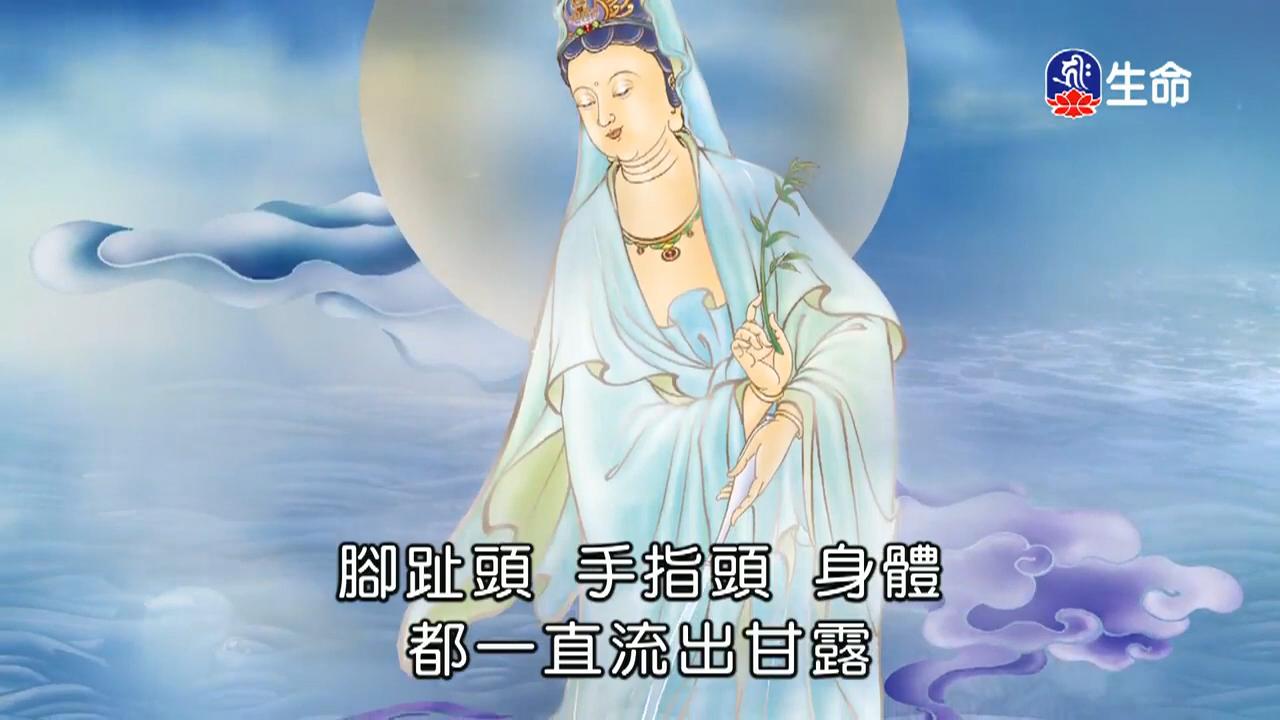 生命
腳趾頭 手指頭 身體
都一直流出甘露